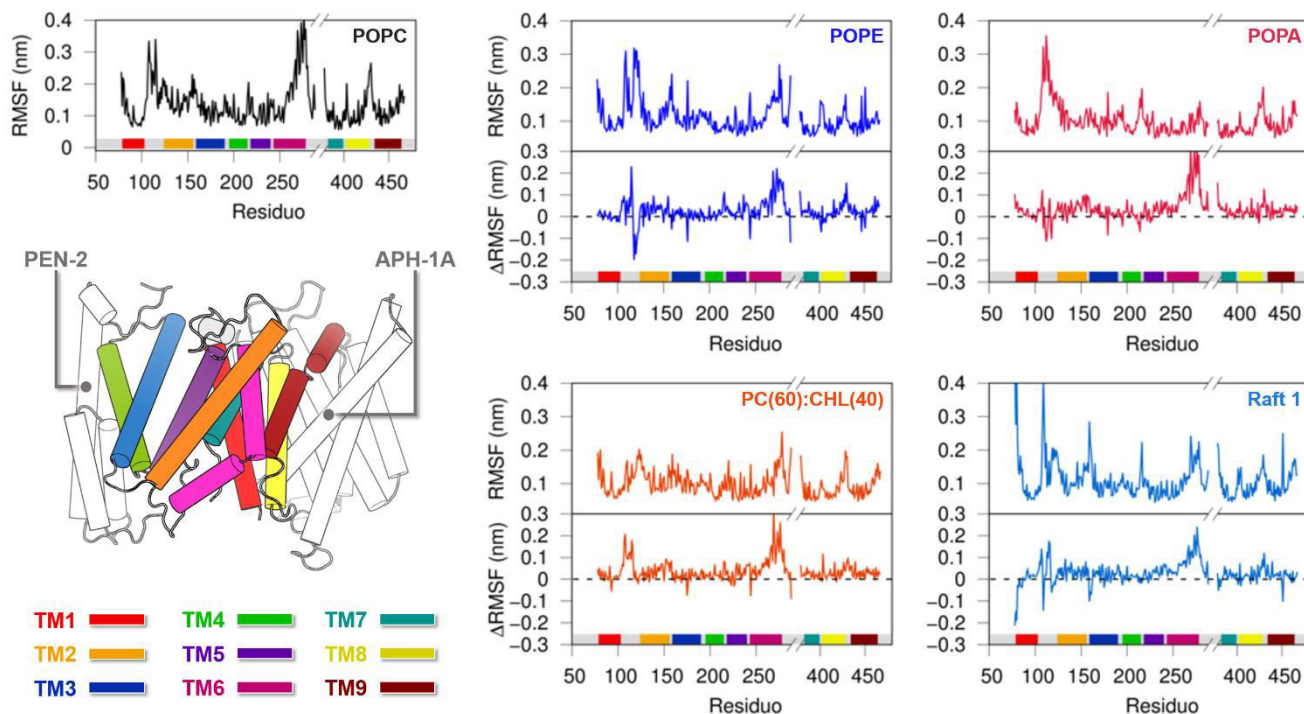 POPC
RMSF (nm)
0.4
0.3
0.2
0.1
0
50 100 150 200 250 400 450
Residuo
POPE
RMSF (nm)
0.4
0.3
0.2
0.1
0.3
ΔRMSF (nm)
0.2
0.1
0
−0.1
−0.2
−0.3
50 100 150 200 250 400 450
Residuo
POPA
0.4
0.3
0.2
0.1
0.3
0.2
0.1
0
−0.1
−0.2
−0.3
50 100 150 200 250 400 450
Residuo
PEN-2
APH-1A
TM1
TM4
TM7
TM2
TM5
TM8
TM3
TM6
TM9
PC(60):CHL(40)
RMSF (nm)
0.4
0.3
0.2
0.1
0.3
ΔRMSF (nm)
0.2
0.1
0
−0.1
−0.2
−0.3
50 100 150 200 250 400 450
Residuo
Raft 1
0.4
0.3
0.2
0.1
0.3
0.2
0.1
0
−0.1
−0.2
−0.3
50 100 150 200 250 400 450
Residuo